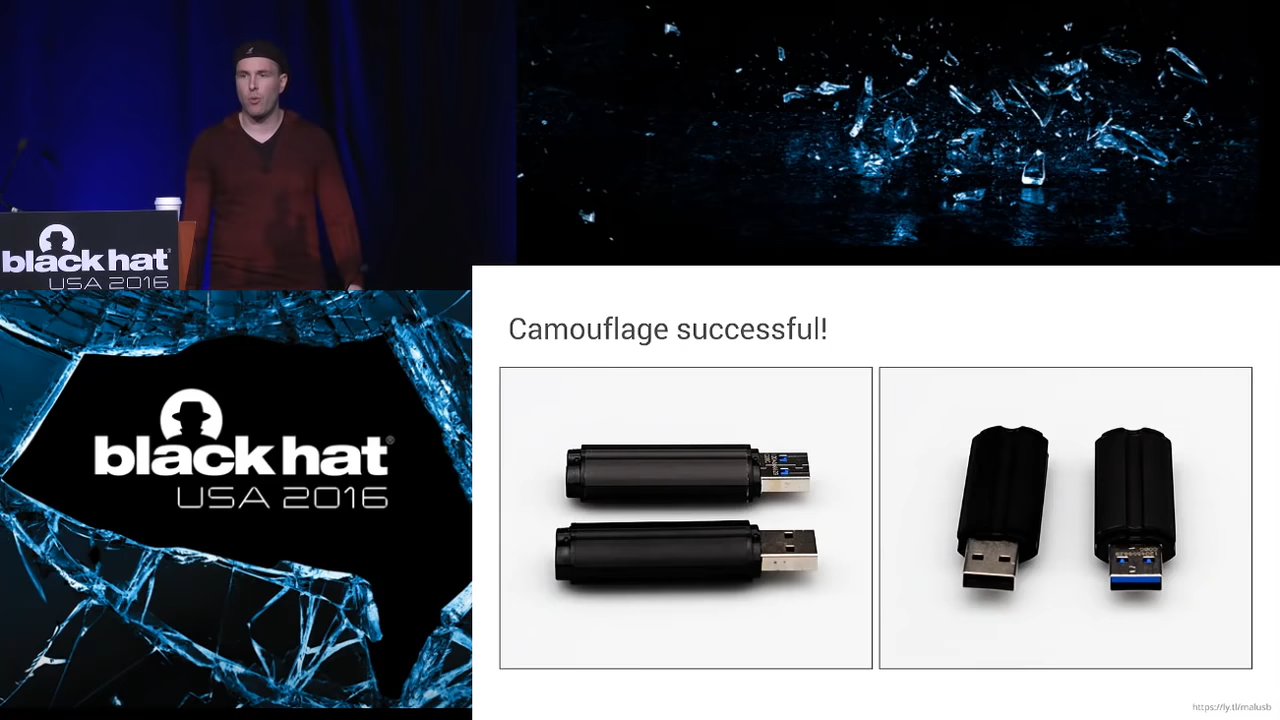 black hat
USA 2016
black hat®
USA 2016
Camouflage successful!
https://ly.tl/malusb